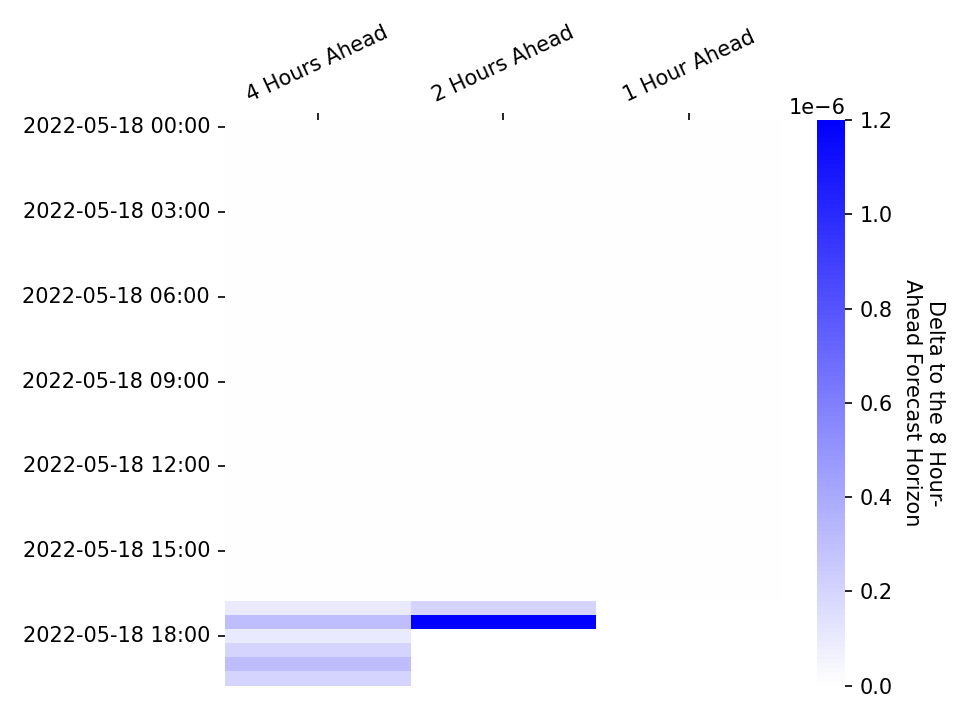 4 Hours Ahead
2 Hours Ahead
1 Hour Ahead
2022-05-18 00:00
2022-05-18 03:00
2022-05-18 06:00
2022-05-18 09:00
2022-05-18 12:00
2022-05-18 15:00
2022-05-18 18:00
1e−6
1.2
1.0
0.8
0.6
0.4
0.2
0.0
Delta to the 8 Hour-
Ahead Forecast Horizon